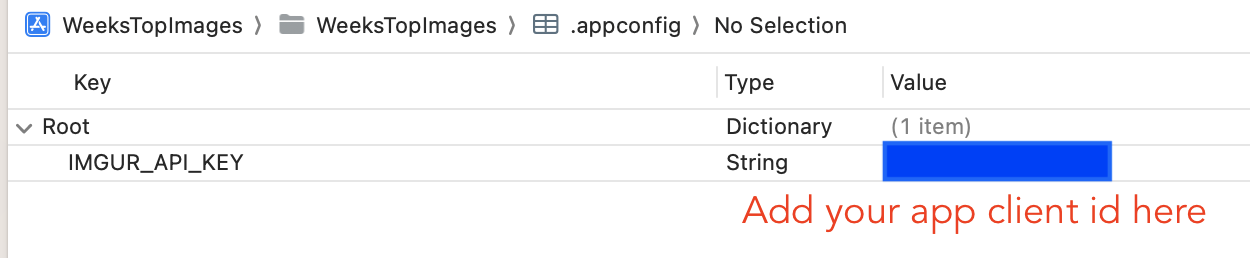 WeeksTopImages 〉 WeeksTopImages 〉 .appconfig 〉 No Selection
Key Type Value
Root Dictionary (1 item)
IMGUR_API_KEY String
Add your app client id here